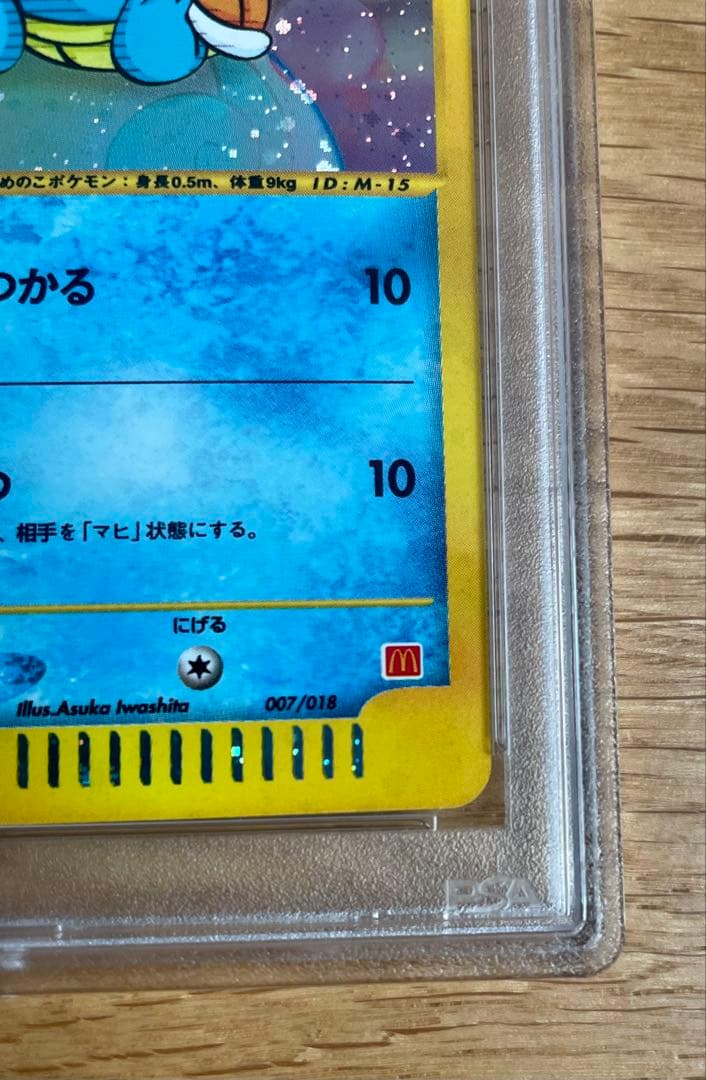 めのこポケモン：身長0.5m、体重9kg ID：M-15
つかる 10
10
、相手を「マヒ」状態にする。
にげる
Illus.Asuka Iwashita 007/018
PSA